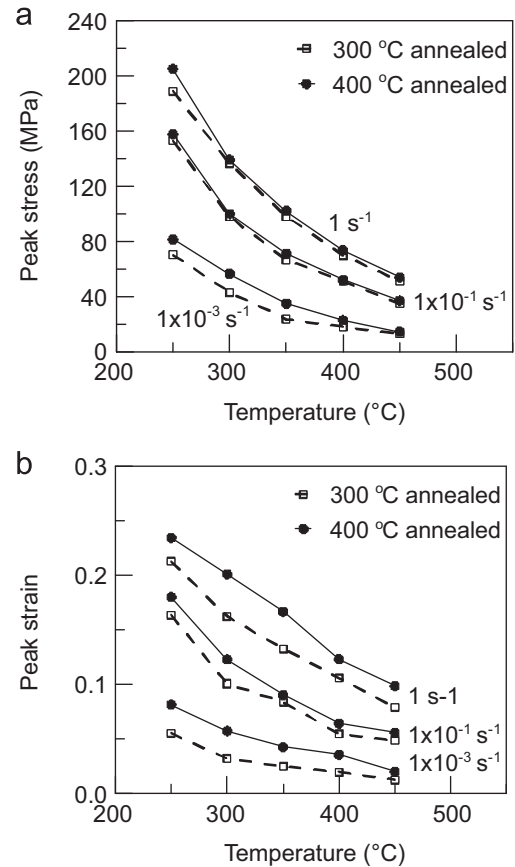 a
240
200
160
120
80
40
0
Peak stress (MPa)
300 °C annealed
400 °C annealed
1 s⁻¹
1x10⁻¹ s⁻¹
1x10⁻³ s⁻¹
200 300 400 500
Temperature (°C)
b
0.3
0.2
0.1
0.0
Peak strain
300 °C annealed
400 °C annealed
1 s-1
1x10⁻¹ s⁻¹
1x10⁻³ s⁻¹
200 300 400 500
Temperature (°C)